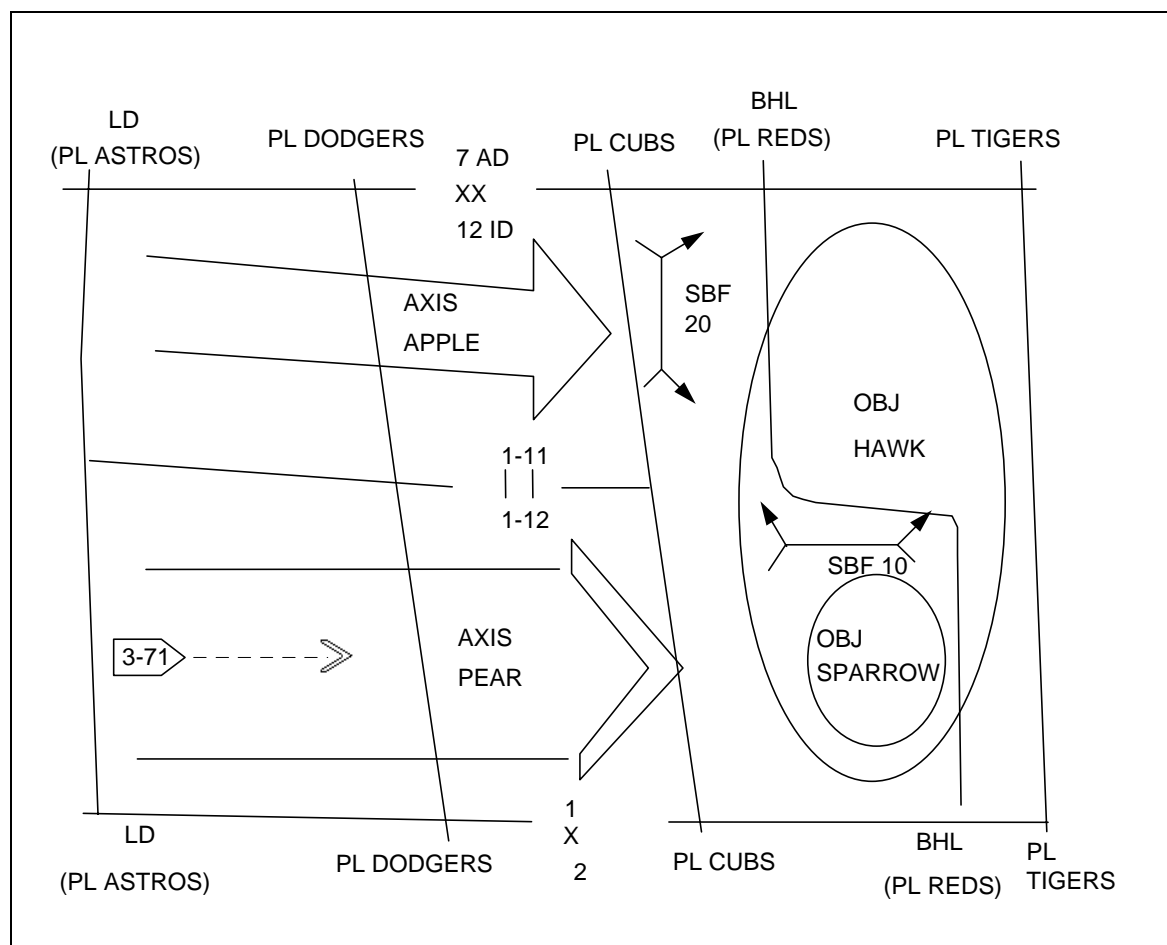 LD
(PL ASTROS)
PL DODGERS
7 AD
XX
12 ID
PL CUBS
BHL
(PL REDS)
PL TIGERS
AXIS
APPLE
SBF
20
OBJ
HAWK
1-11
1-12
SBF 10
3-71
AXIS
PEAR
OBJ
SPARROW
1
X
2
LD
(PL ASTROS)
PL DODGERS
PL CUBS
BHL
(PL REDS)
PL
TIGERS